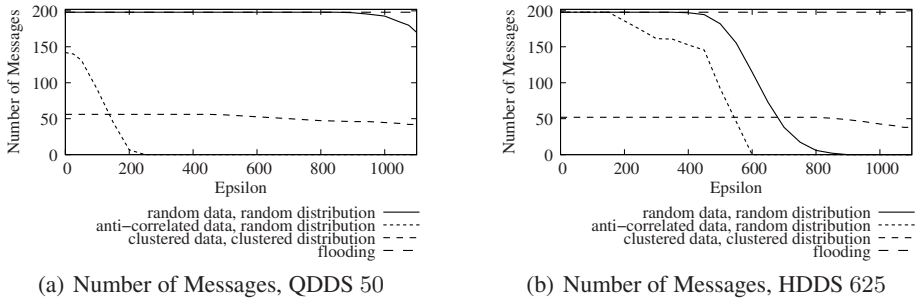 Number of Messages
200
150
100
50
0
0 200 400 600 800 1000
Epsilon
random data, random distribution
anti−correlated data, random distribution
clustered data, clustered distribution
flooding
(a) Number of Messages, QDDS 50
Number of Messages
200
150
100
50
0
0 200 400 600 800 1000
Epsilon
random data, random distribution
anti−correlated data, random distribution
clustered data, clustered distribution
flooding
(b) Number of Messages, HDDS 625